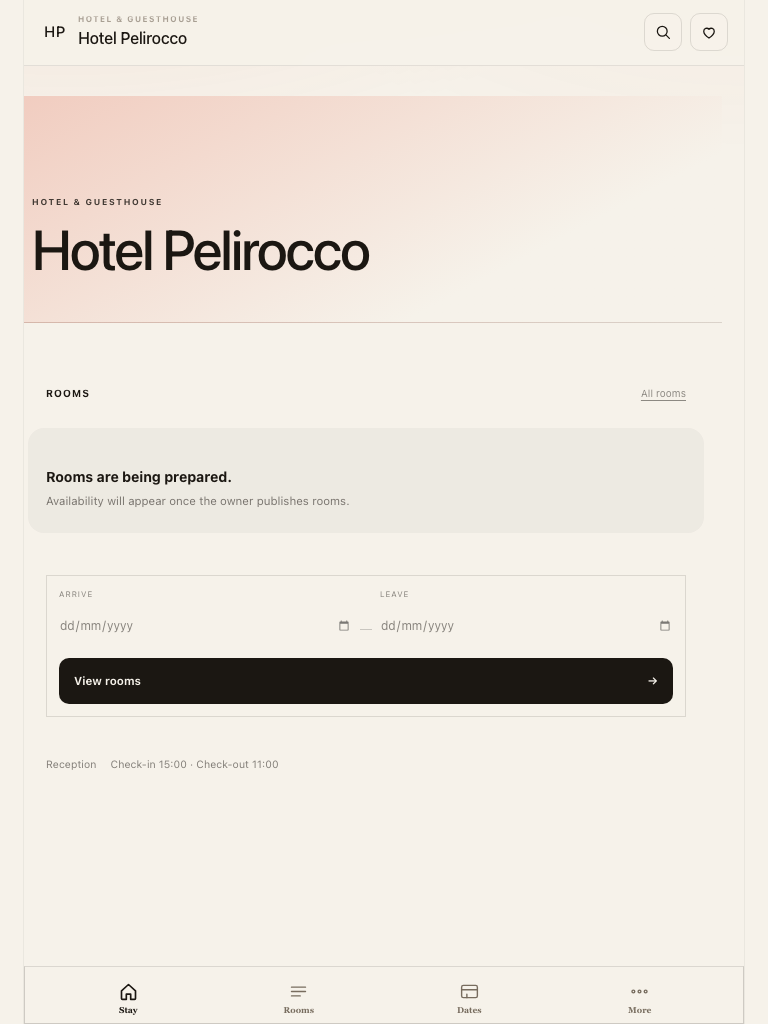 HP
HOTEL & GUESTHOUSE
Hotel Pelirocco
HOTEL & GUESTHOUSE
Hotel Pelirocco
ROOMS
All rooms
Rooms are being prepared.
Availability will appear once the owner publishes rooms.
ARRIVE
LEAVE
dd/mm/yyyy
—
dd/mm/yyyy
View rooms →
Reception Check-in 15:00 · Check-out 11:00
Stay
Rooms
Dates
More